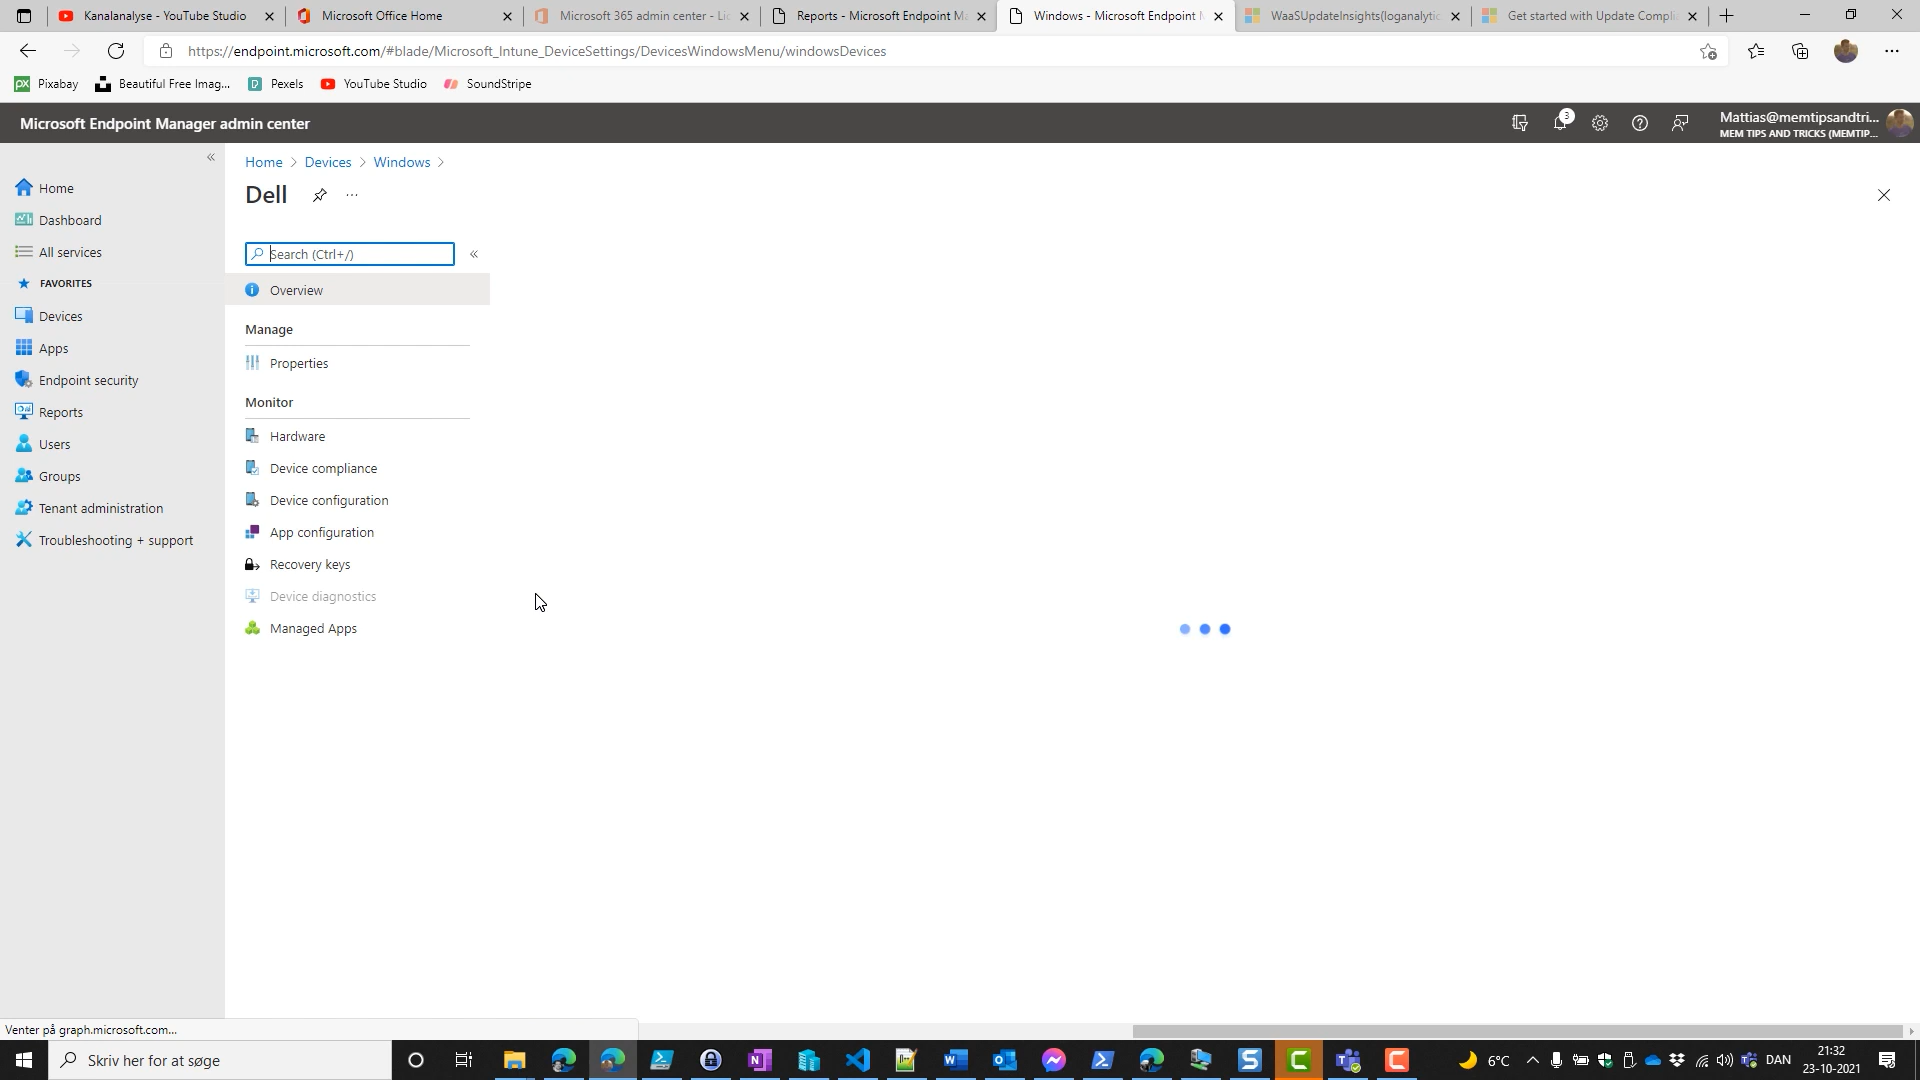 Kanalanalyse - YouTube Studio
Microsoft Office Home
Microsoft 365 admin center - Lic
Reports - Microsoft Endpoint Ma
Windows - Microsoft Endpoint M
WaaSUpdateInsights(loganalytic
Get started with Update Complia
https://endpoint.microsoft.com/#blade/Microsoft_Intune_DeviceSettings/DevicesWindowsMenu/windowsDevices
Pixabay
Beautiful Free Imag...
Pexels
YouTube Studio
SoundStripe
Microsoft Endpoint Manager admin center
3
Mattias@memtipsandtri...
MEM TIPS AND TRICKS (MEMTIP...
Home
Dashboard
All services
FAVORITES
Devices
Apps
Endpoint security
Reports
Users
Groups
Tenant administration
Troubleshooting + support
Home > Devices > Windows >
Dell
Search (Ctrl+/)
Overview
Manage
Properties
Monitor
Hardware
Device compliance
Device configuration
App configuration
Recovery keys
Device diagnostics
Managed Apps
Venter på graph.microsoft.com...
Skriv her for at søge
6°C
DAN
21:32
23-10-2021